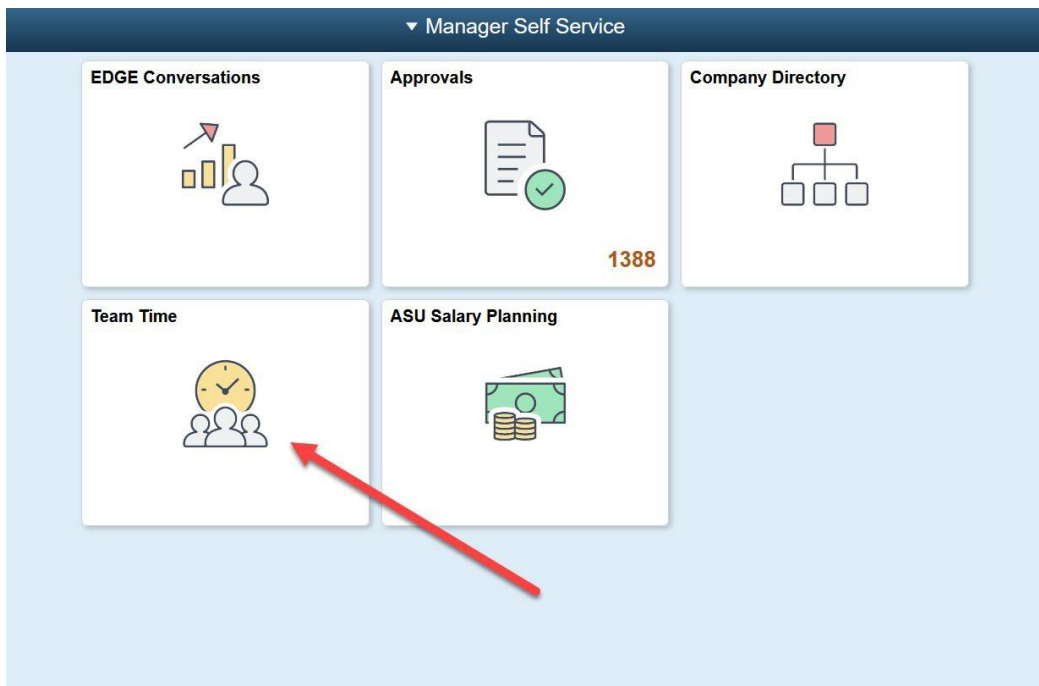 Manager Self Service
EDGE Conversations
Approvals
Company Directory
1388
Team Time
ASU Salary Planning